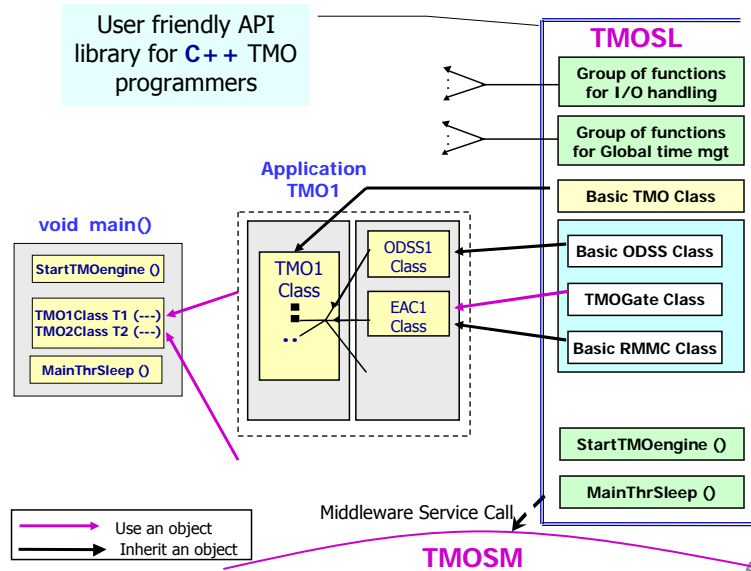 User friendly API
library for C++ TMO
programmers
TMOSL
Group of functions
for I/O handling
Group of functions
for Global time mgt
Basic TMO Class
Basic ODSS Class
TMOGate Class
Basic RMMC Class
StartTMOengine ()
MainThrSleep ()
Application
TMO1
TMO1
Class
ODSS1
Class
EAC1
Class
void main()
StartTMOengine ()
TMO1Class T1 (---)
TMO2Class T2 (---)
MainThrSleep ()
Middleware Service Call
TMOSM
Use an object
Inherit an object